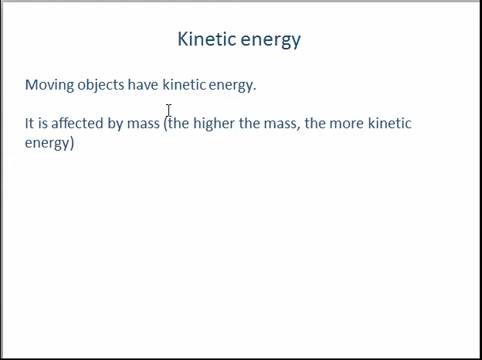 Kinetic energy
Moving objects have kinetic energy.
It is affected by mass (the higher the mass, the more kinetic
energy)